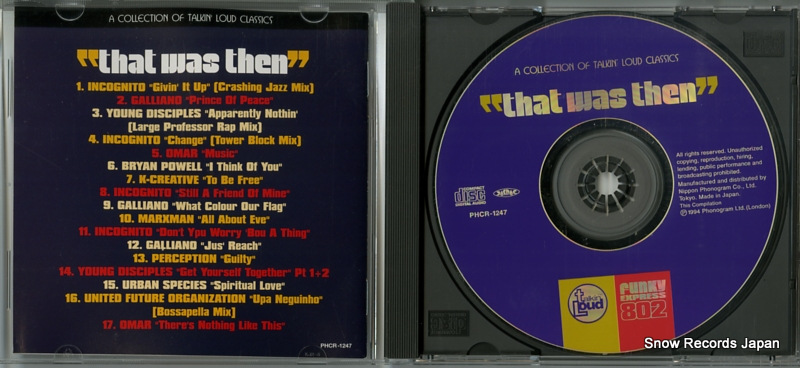 A COLLECTION OF TALKIN' LOUD CLASSICS
"that was then"
1. INCOGNITO "Givin' It Up" (Crashing Jazz Mix)
2. GALLIANO "Prince Of Peace"
3. YOUNG DISCIPLES "Apparently Nothin'
(Large Professor Rap Mix)
4. INCOGNITO "Change" (Tower Block Mix)
5. OMAR "Music"
6. BRYAN POWELL "I Think Of You"
7. K-CREATIVE "To Be Free"
8. INCOGNITO "Still A Friend Of Mine"
9. GALLIANO "What Colour Our Flag"
10. MARXMAN "All About Eve"
11. INCOGNITO "Don't Ypu Worry 'Bou A Thing"
12. GALLIANO "Jus' Reach"
13. PERCEPTION "Guilty"
14. YOUNG DISCIPLES "Get Yourself Together" Pt 1+2
15. URBAN SPECIES "Spiritual Love"
16. UNITED FUTURE ORGANIZATION "Upa Neguinho"
[Bossapella Mix]
17. OMAR "There's Nothing Like This"
PHCR-1247
A COLLECTION OF TALKIN' LOUD CLASSICS
"that was then"
COMPACT
disc
DIGITAL AUDIO
PHCR-1247
All rights reserved. Unauthorized
copying, reproduction, hiring,
lending, public performance and
broadcasting prohibited.
Manufactured and distributed by
Nippon Phonogram Co., Ltd.
Tokyo. Made in Japan.
This Compilation
℗1994 Phonogram Ltd. (London)
talkin'
Loud
FUNKY
EXPRESS
802
Snow Records Japan